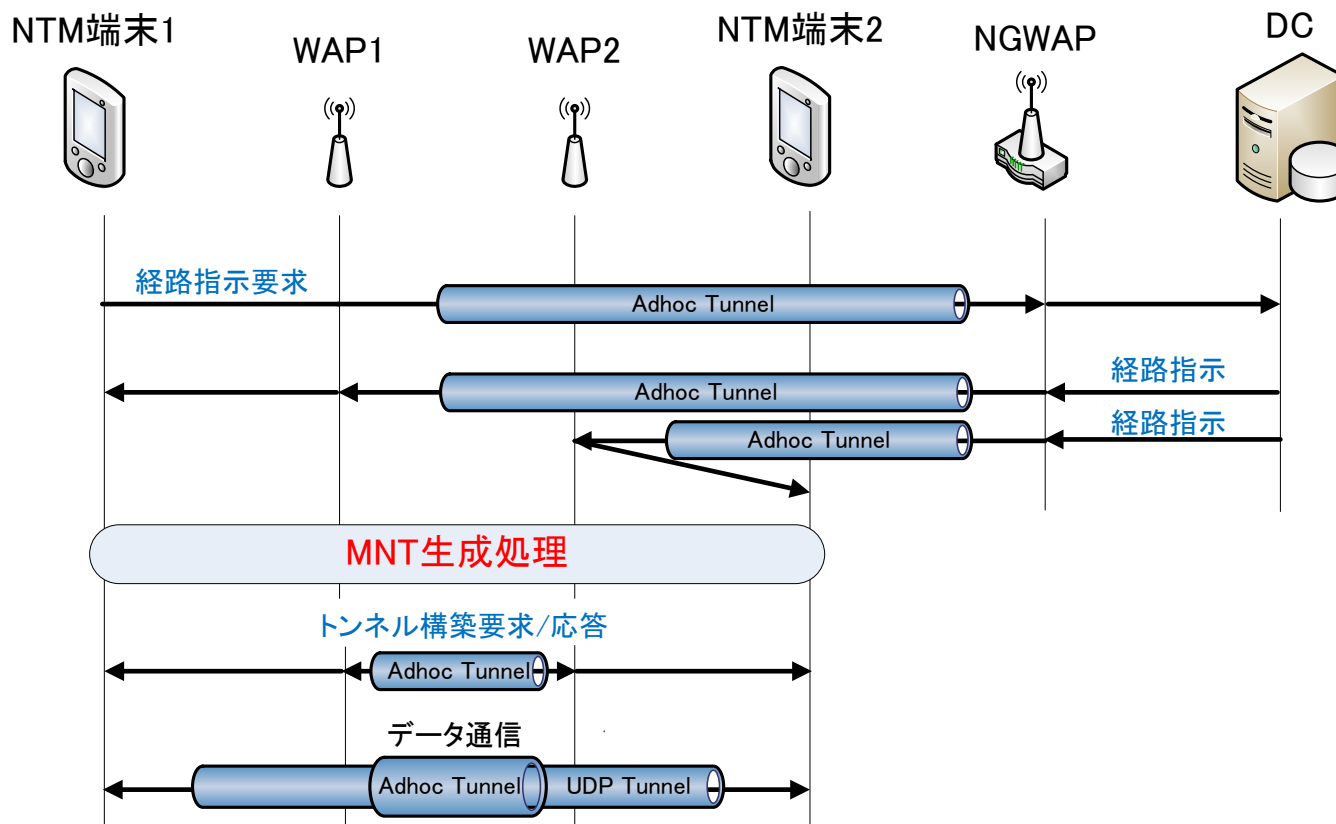 NTM端末1
WAP1
WAP2
NTM端末2
NGWAP
DC
経路指示要求
Adhoc Tunnel
経路指示
Adhoc Tunnel
経路指示
Adhoc Tunnel
MNT生成処理
トンネル構築要求/応答
Adhoc Tunnel
データ通信
Adhoc Tunnel
UDP Tunnel